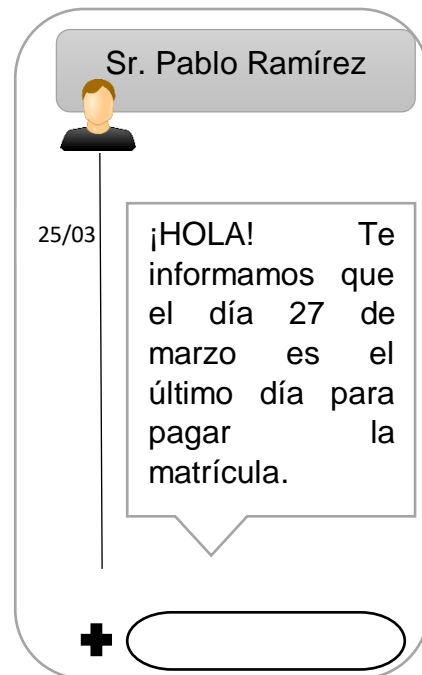 Sr. Pablo Ramírez
25/03
¡HOLA! Te
informamos que
el día 27 de
marzo es el
último día para
pagar la
matrícula.